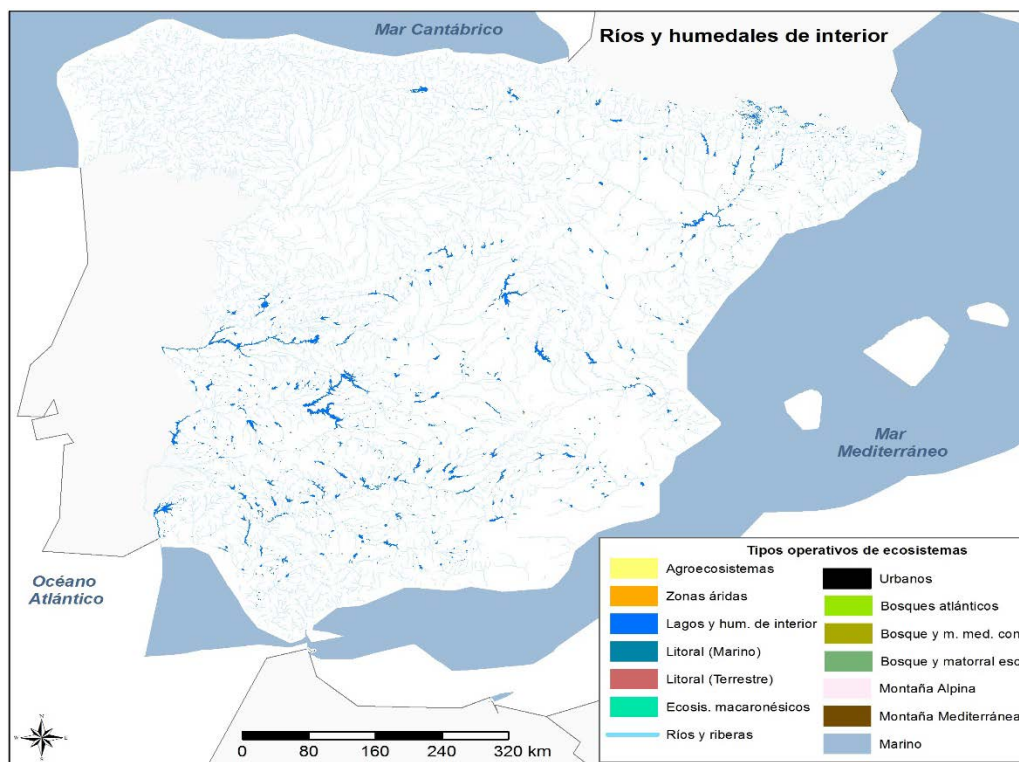 Mar Cantábrico
Ríos y humedales de interior
Mar
Mediterráneo
Océano
Atlántico
Tipos operativos de ecosistemas
Agroecosistemas
Zonas áridas
Lagos y hum. de interior
Litoral (Marino)
Litoral (Terrestre)
Ecosis. macaronésicos
Ríos y riberas
Urbanos
Bosques atlánticos
Bosque y m. med. con
Bosque y matorral esc
Montaña Alpina
Montaña Mediterránea
Marino
N
0 80 160 240 320 km